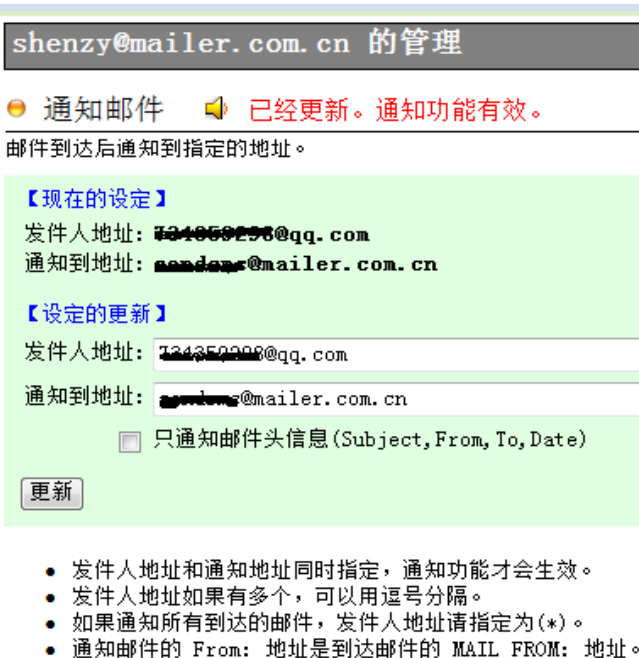 shenzy@mailer.com.cn 的管理
通知邮件 已经更新。通知功能有效。
邮件到达后通知到指定的地址。
【现在的设定】
发件人地址: @qq.com
通知到地址: @mailer.com.cn
【设定的更新】
发件人地址: @qq.com
通知到地址: @mailer.com.cn
只通知邮件头信息(Subject,From,To,Date)
更新
• 发件人地址和通知地址同时指定，通知功能才会生效。
• 发件人地址如果有多个，可以用逗号分隔。
• 如果通知所有到达的邮件，发件人地址请指定为(*)。
• 通知邮件的 From: 地址是到达邮件的 MAIL FROM: 地址。